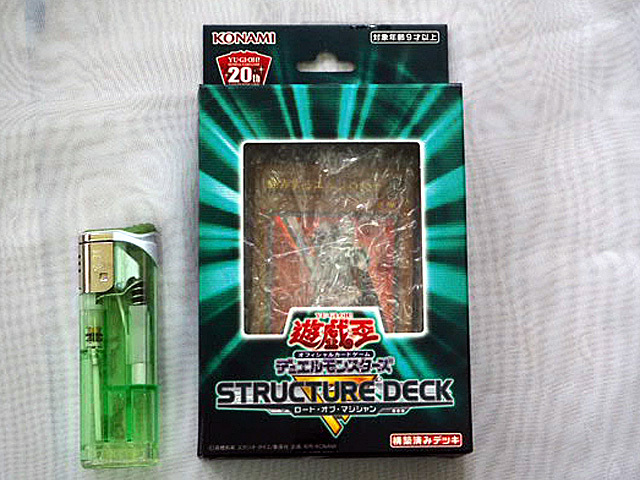 KONAMI
対象年齢9才以上
YU-GI-OH!
20th
遊戯王
オフィシャルカードゲーム
デュエルモンスターズ
STRUCTURE DECK
ロード・オブ・マジシャン
構築済みデッキ